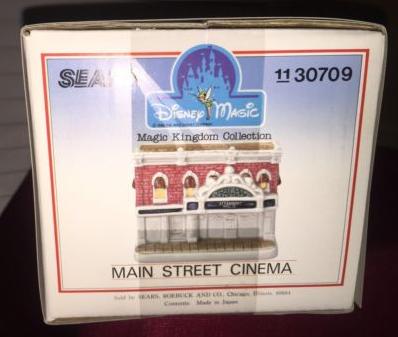 SEA
11 30709
Disney Magic
Magic Kingdom Collection
MAIN STREET CINEMA
Sold by SEARS, ROEBUCK AND CO., Chicago, Illinois, 60684
Contents: Made in Japan